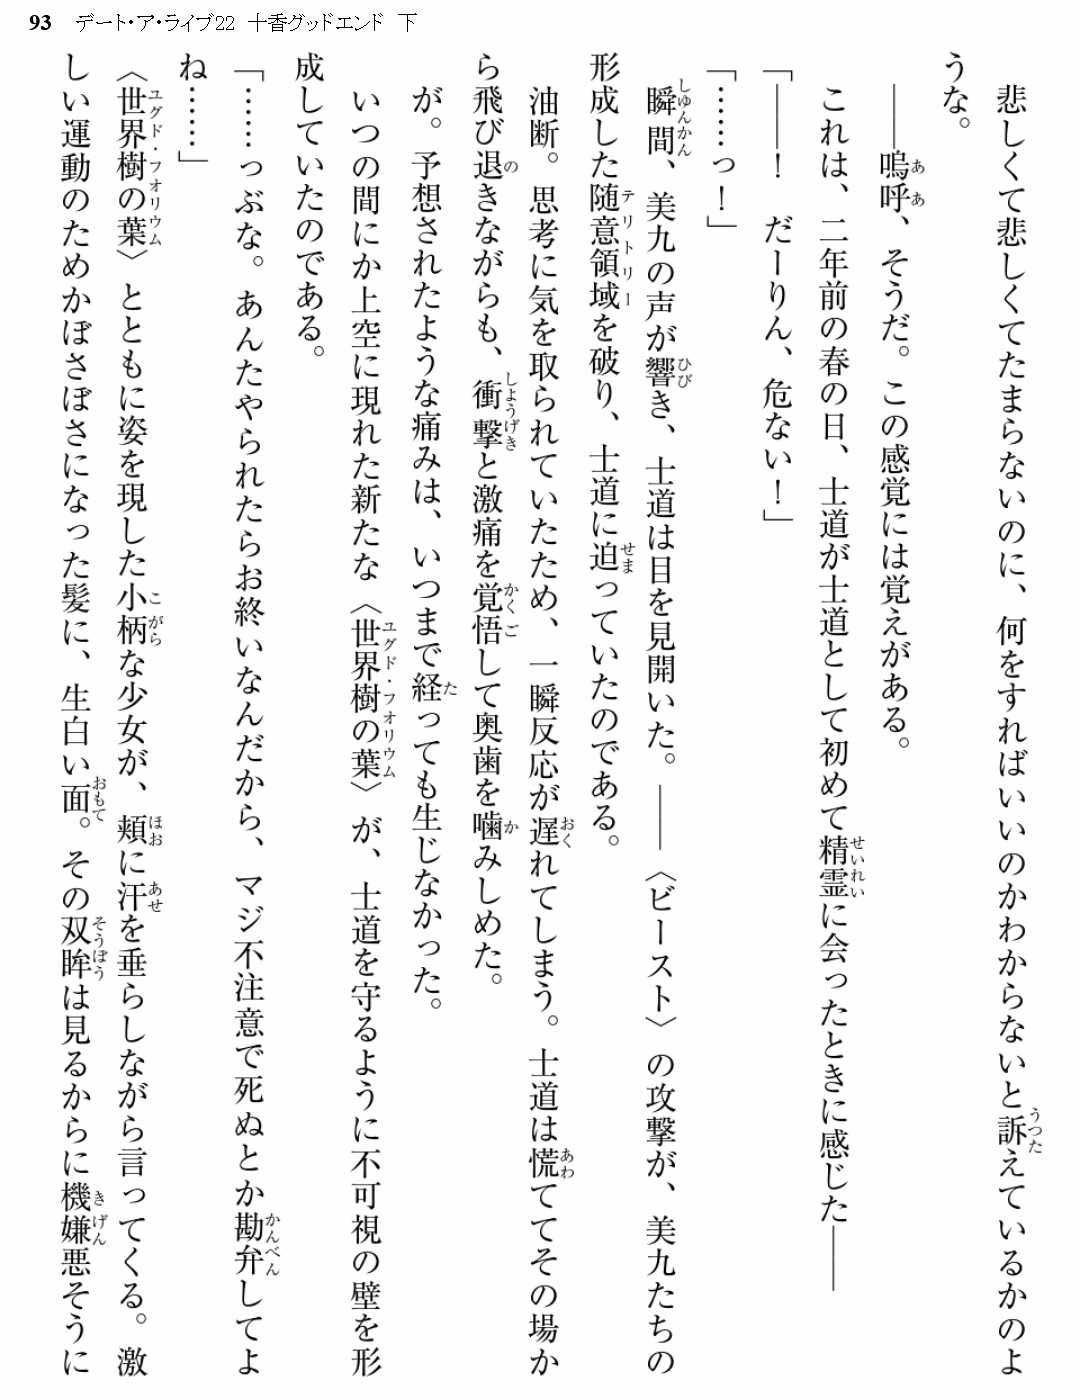 93 デート・ア・ライブ22 十香グッドエンド 下
悲しくて悲しくてたまらないのに、何をすればいいのかわからないと訴えているかのよ
うな。
――嗚呼、そうだ。この感覚には覚えがある。
これは、二年前の春の日、士道が士道として初めて精霊に会ったときに感じた――
「――！　だーりん、危ない！」
「……っ！」
瞬間、美九の声が響き、士道は目を見開いた。――〈ビースト〉の攻撃が、美九たちの
形成した随意領域を破り、士道に迫っていたのである。
油断。思考に気を取られていたため、一瞬反応が遅れてしまう。士道は慌ててその場か
ら飛び退きながらも、衝撃と激痛を覚悟して奥歯を噛みしめた。
が。予想されたような痛みは、いつまで経っても生じなかった。
いつの間にか上空に現れた新たな〈世界樹の葉〉が、士道を守るように不可視の壁を形
成していたのである。
「……っぶな。あんたやられたらお終いなんだから、マジ不注意で死ぬとか勘弁してよ
ね……」
〈世界樹の葉〉とともに姿を現した小柄な少女が、頬に汗を垂らしながら言ってくる。激
しい運動のためかぼさぼさになった髪に、生白い面。その双眸は見るからに機嫌悪そうに